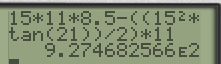 15*11*8.5-((15²*
tan(21))/2)*11
9.274682566ᴇ2